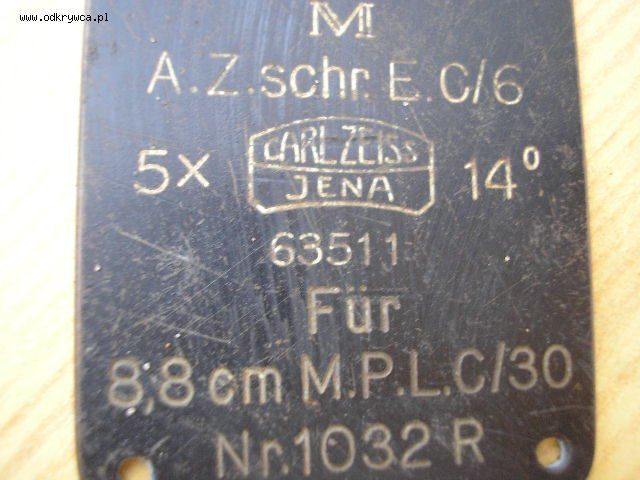 www.odkrywca.pl
M
A.Z.schr.E.C/6
5x CARL ZEISS JENA 14°
63511
Für
8,8 cm M.P.L.C/30
Nr.1032 R